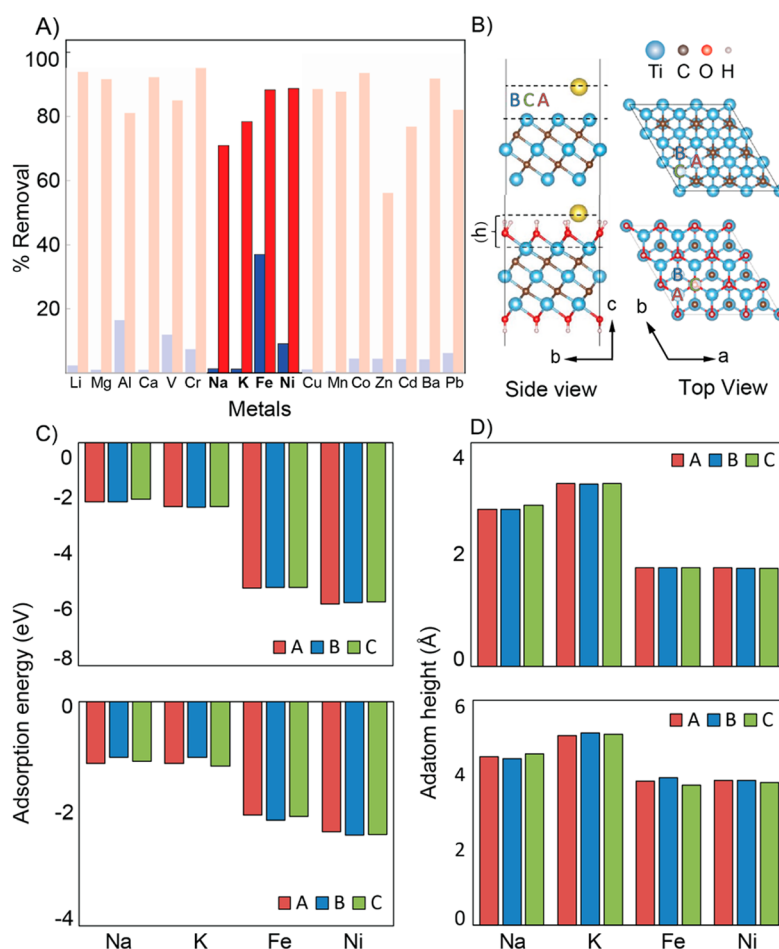 A)
100
80
60
40
20
% Removal
Li Mg Al Ca V Cr Na K Fe Ni Cu Mn Co Zn Cd Ba Pb
Metals
B)
Ti C O H
B C A
B
A
C
(h)
B
A
c
b
b
a
Side view
Top View
C)
0
-2
-4
-6
-8
A B C
0
-2
-4
A B C
Adsorption energy (eV)
Na K Fe Ni
D)
4
2
0
A B C
6
4
2
0
A B C
Adatom height (Å)
Na K Fe Ni